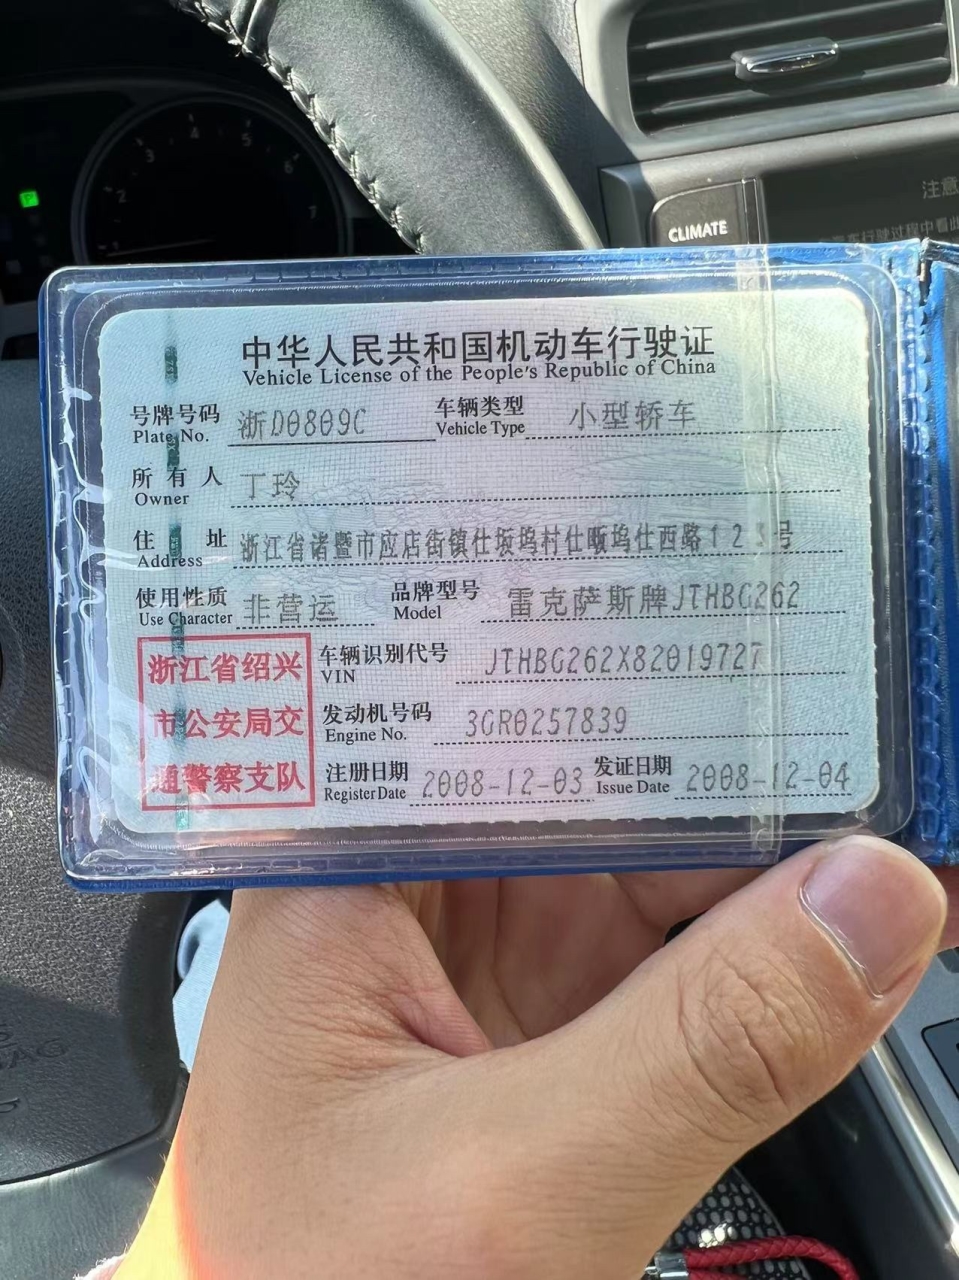 4
3
5
2
6
7
P
CLIMATE
注意
中华人民共和国机动车行驶证
Vehicle License of the People's Republic of China
号牌号码 浙D0809C 车辆类型 小型轿车
Plate No. Vehicle Type
所有人 丁玲
Owner
住址 浙江省诸暨市应店街镇仕坂坞村仕畈坞仕西路123号
Address
使用性质 非营运 品牌型号 雷克萨斯牌JTHBG262
Use Character Model
浙江省绍兴
市公安局交
通警察支队
车辆识别代号 JTHBG262X82019727
VIN
发动机号码 3GR0257839
Engine No.
注册日期 2008-12-03 发证日期 2008-12-04
Register Date Issue Date